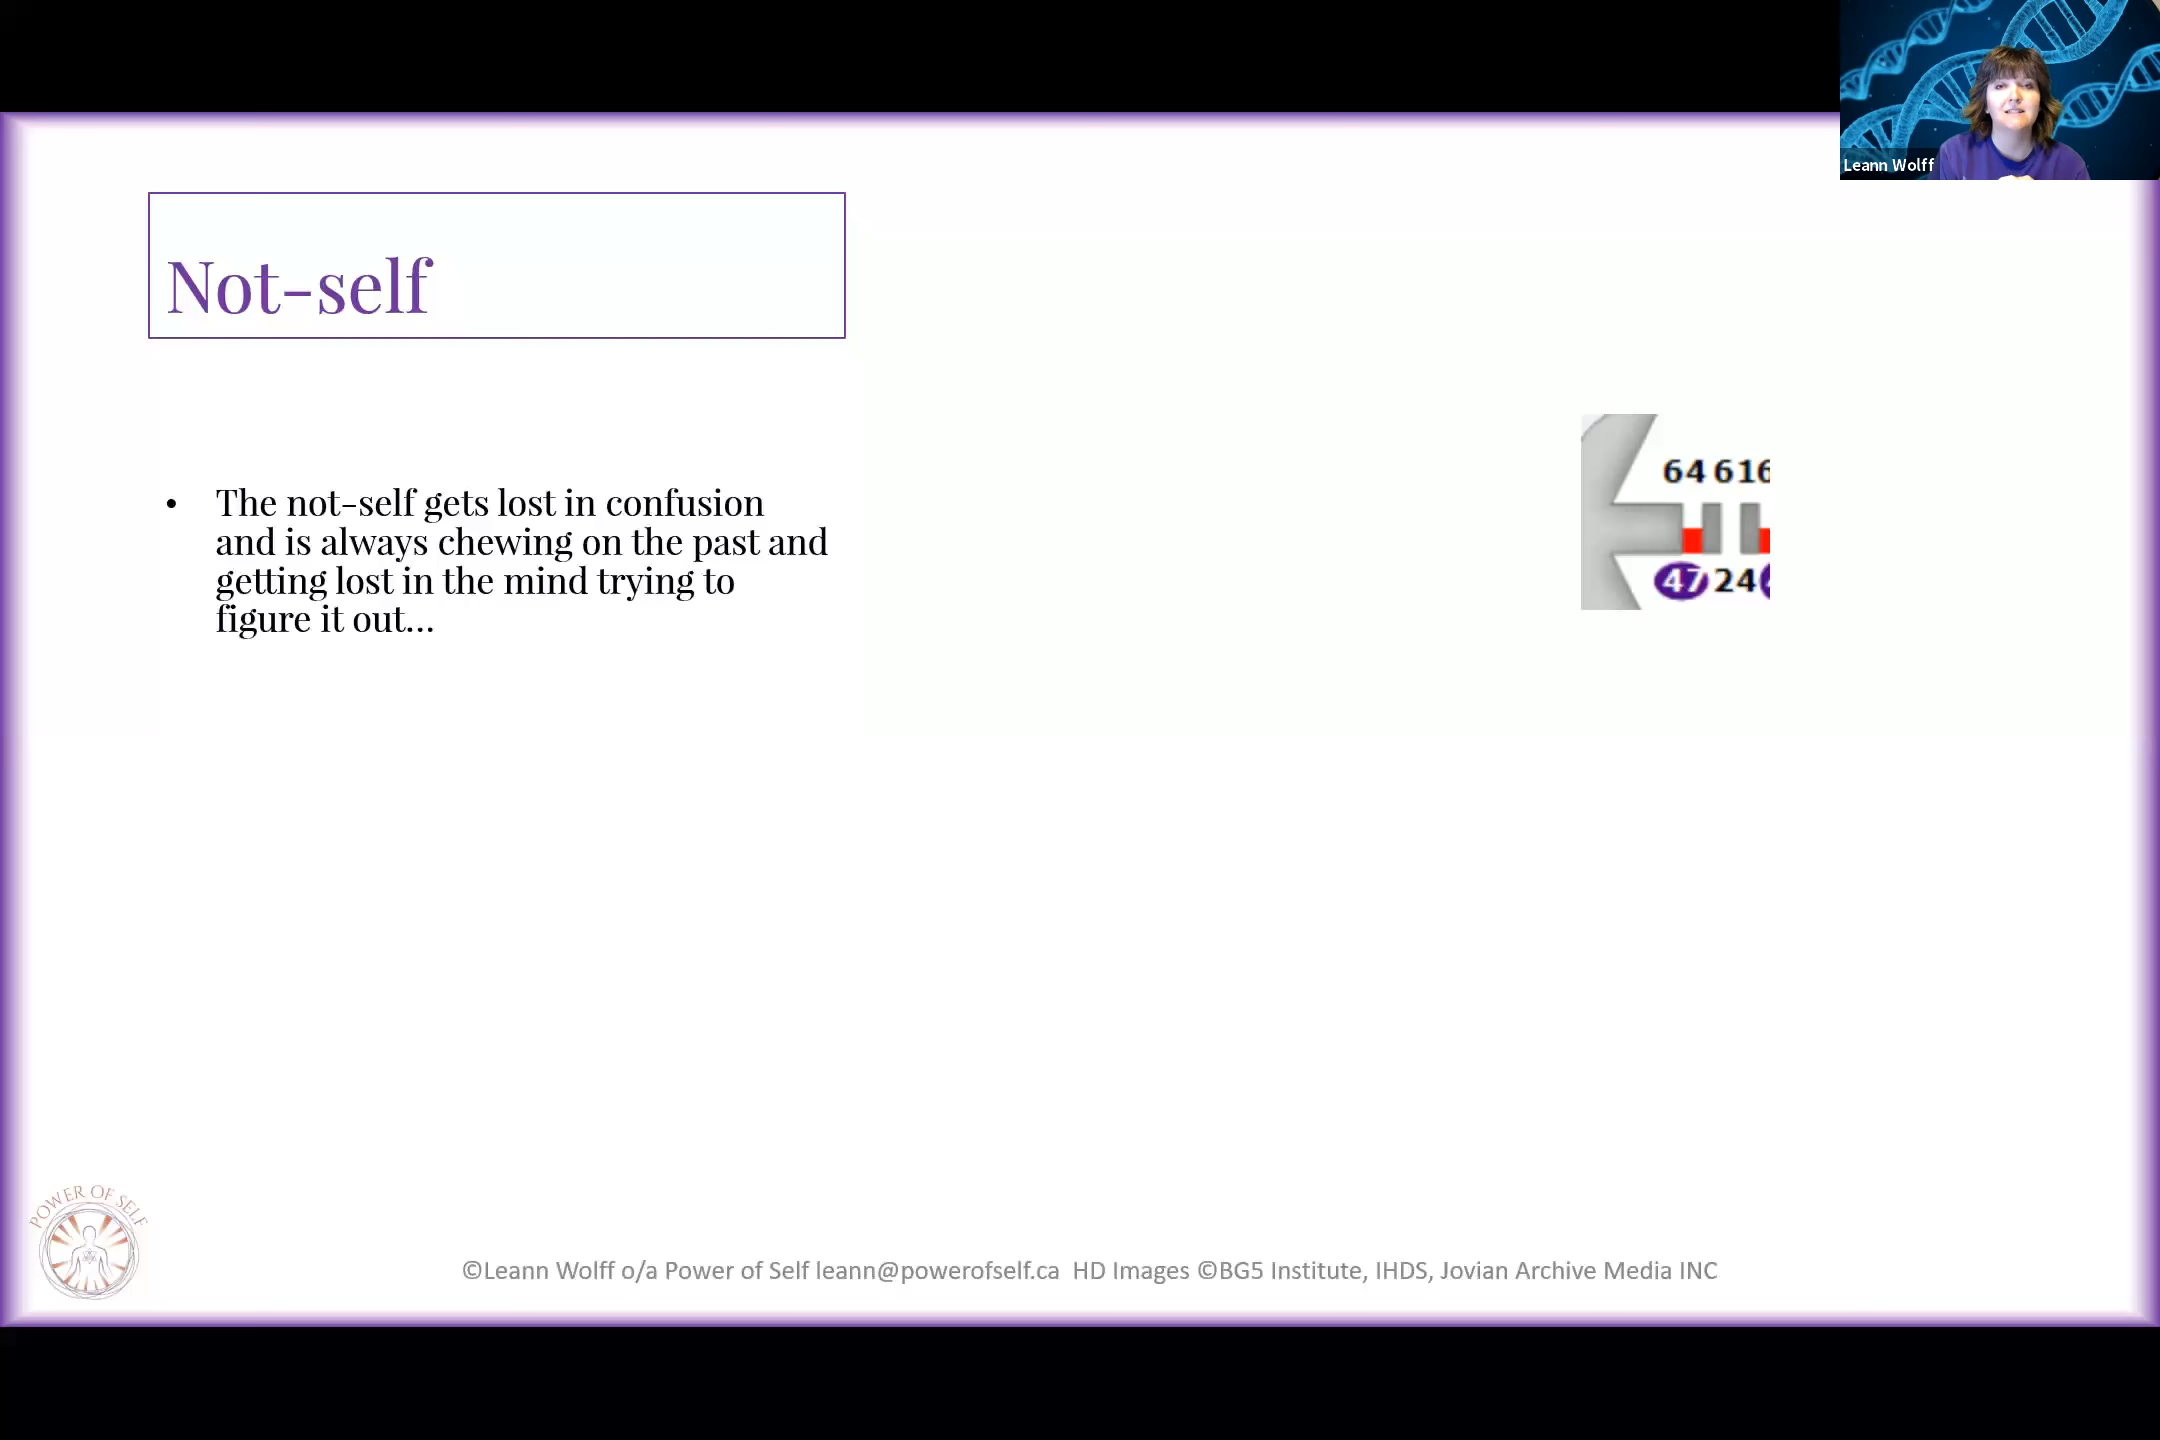 Leann Wolff
Not-self
• The not-self gets lost in confusion
and is always chewing on the past and
getting lost in the mind trying to
figure it out...
64 61 6
47 24
POWER OF SELF
©Leann Wolff o/a Power of Self leann@powerofself.ca HD Images ©BG5 Institute, IHDS, Jovian Archive Media INC